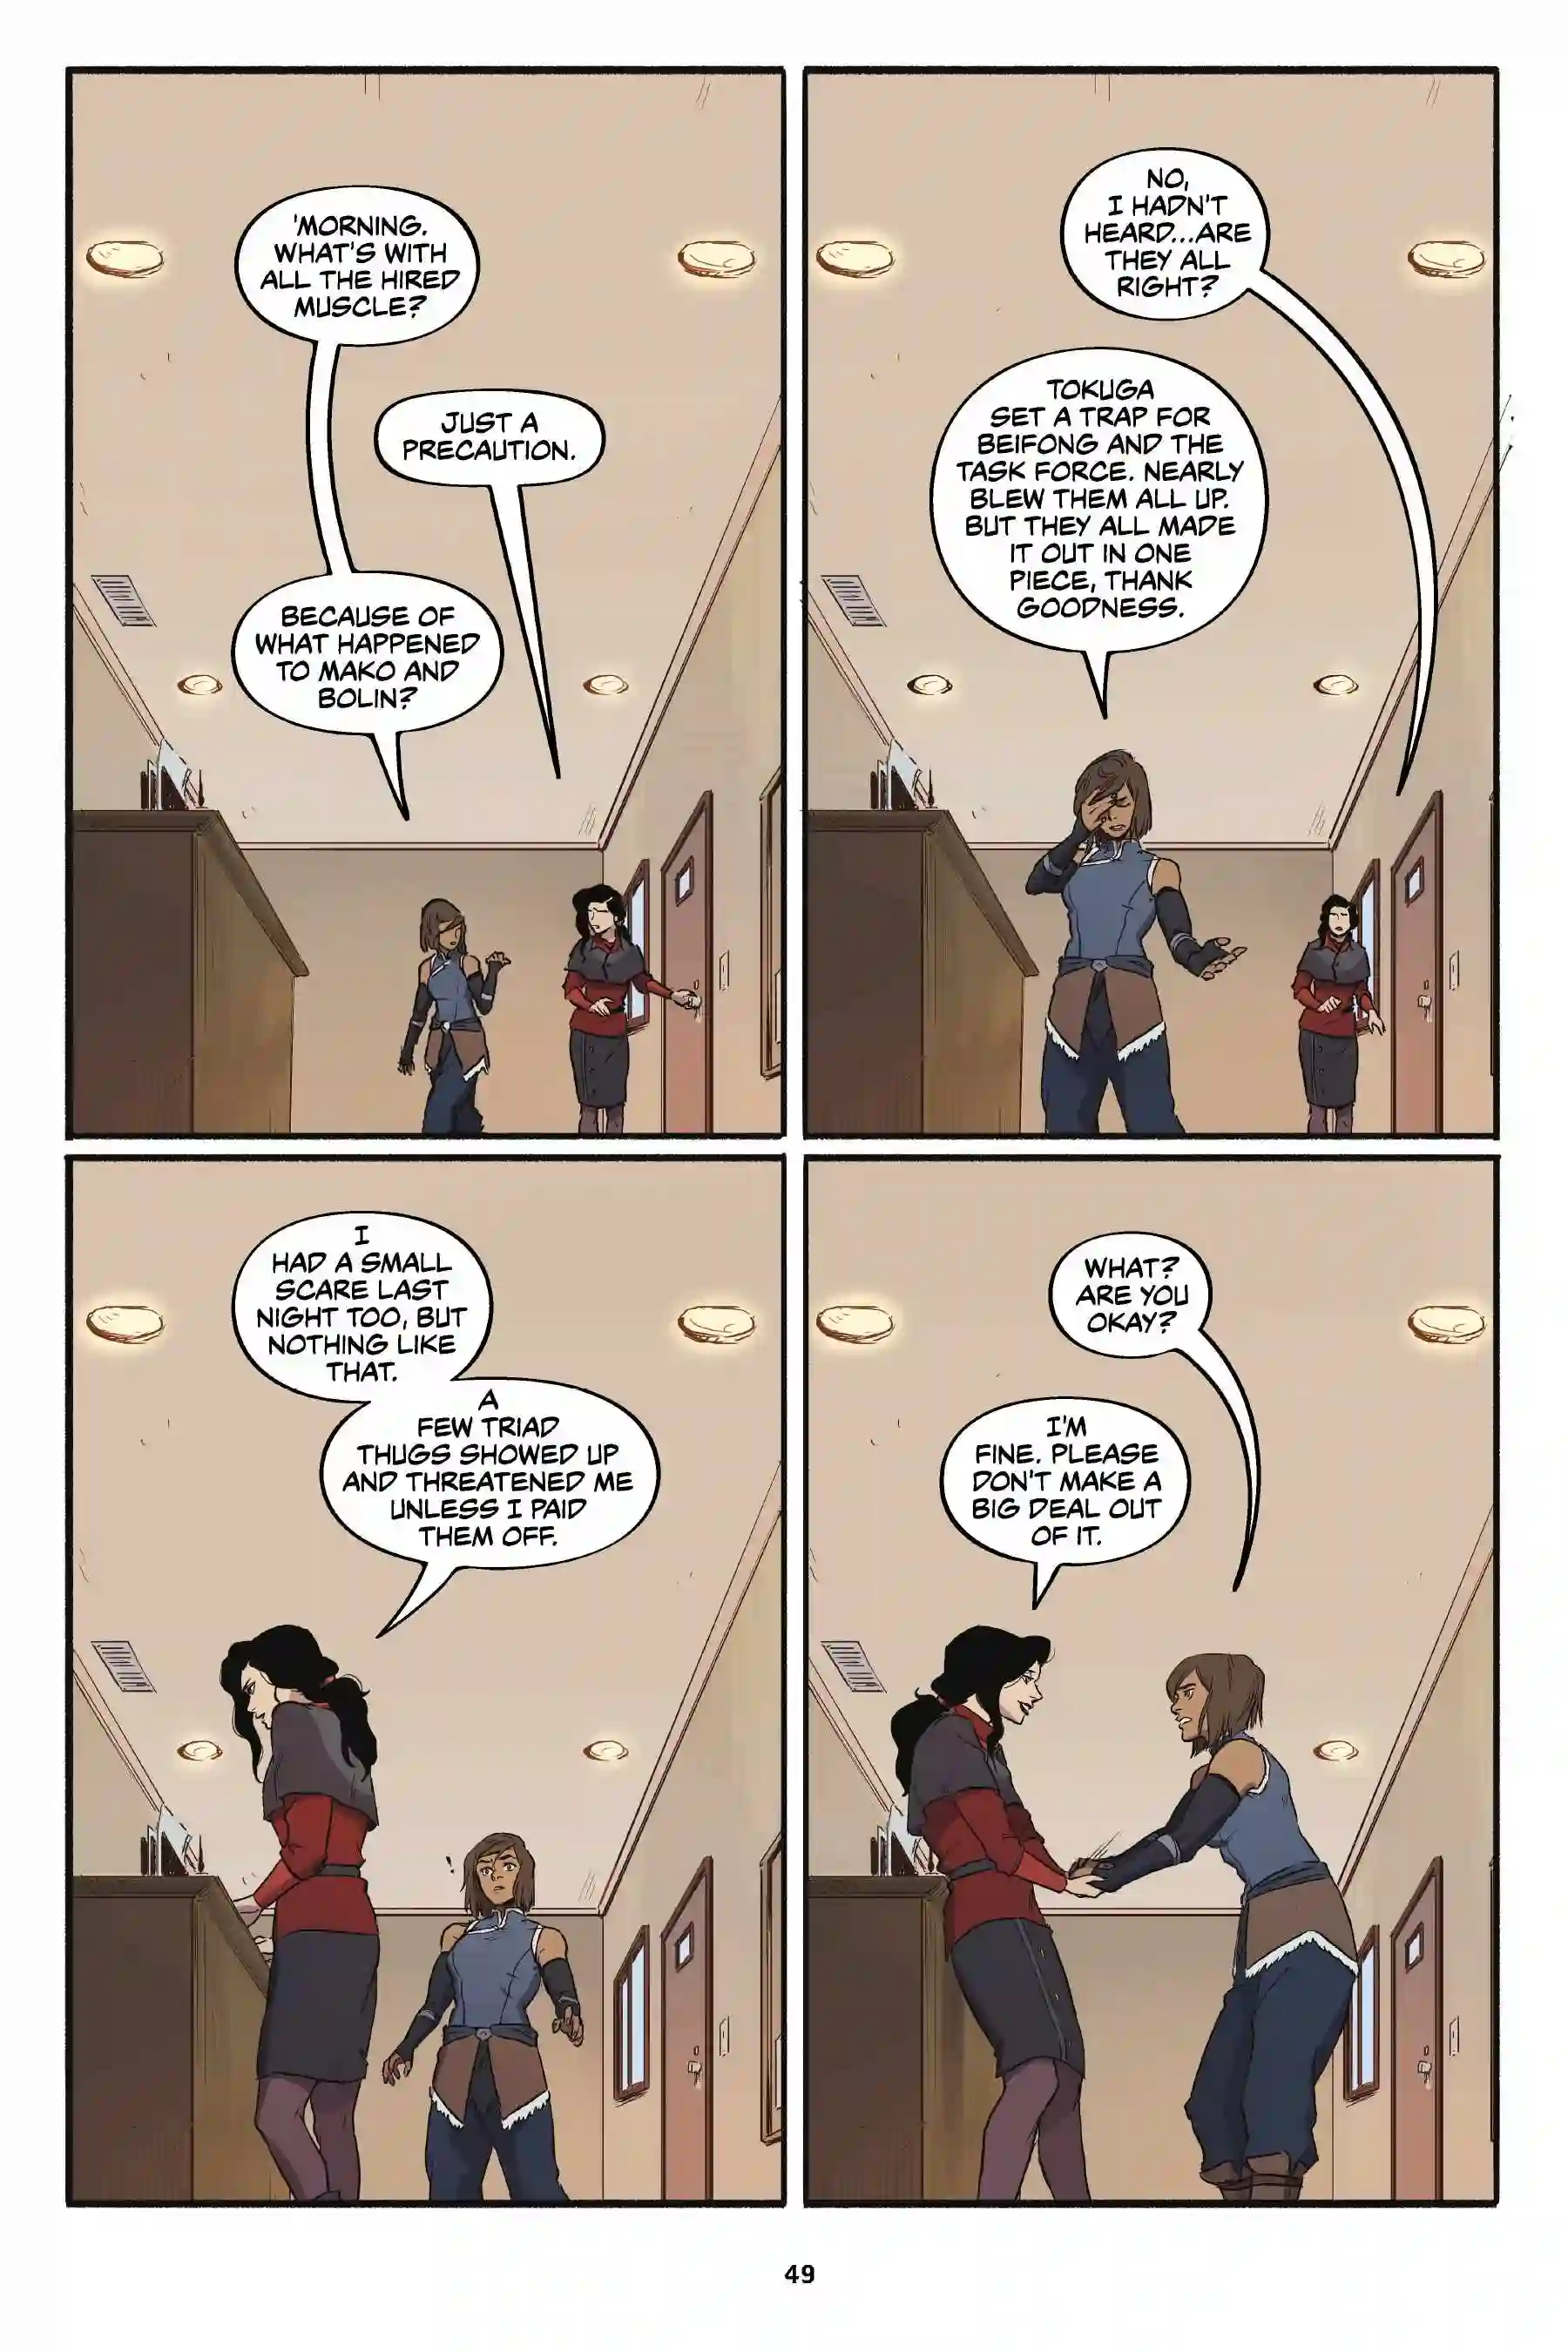 'MORNING.
WHAT'S WITH
ALL THE HIRED
MUSCLE?
JUST A
PRECAUTION.
BECAUSE OF
WHAT HAPPENED
TO MAKO AND
BOLIN?
NO,
I HADN'T
HEARD...ARE
THEY ALL
RIGHT?
TOKUGA
SET A TRAP FOR
BEIFONG AND THE
TASK FORCE. NEARLY
BLEW THEM ALL UP.
BUT THEY ALL MADE
IT OUT IN ONE
PIECE, THANK
GOODNESS.
I
HAD A SMALL
SCARE LAST
NIGHT TOO, BUT
NOTHING LIKE
THAT.
A
FEW TRIAD
THUGS SHOWED UP
AND THREATENED ME
UNLESS I PAID
THEM OFF.
!
WHAT?
ARE YOU
OKAY?
I'M
FINE. PLEASE
DON'T MAKE A
BIG DEAL OUT
OF IT.
49